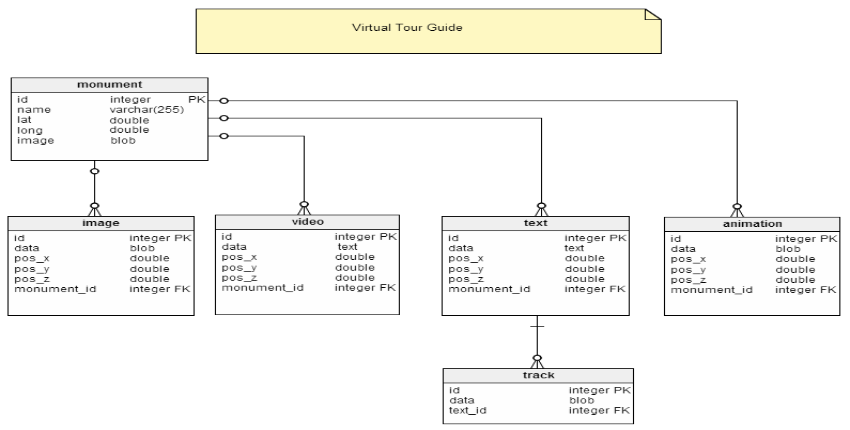 Virtual Tour Guide
monument
id integer PK
name varchar(255)
lat double
long double
image blob
image
id integer PK
data blob
pos_x double
pos_y double
pos_z double
monument_id integer FK
video
id integer PK
data text
pos_x double
pos_y double
pos_z double
monument_id integer FK
text
id integer PK
data text
pos_x double
pos_y double
pos_z double
monument_id integer FK
animation
id integer PK
data blob
pos_x double
pos_y double
pos_z double
monument_id integer FK
track
id integer PK
data blob
text_id integer FK